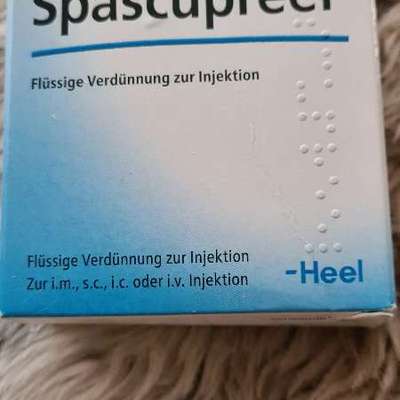 Spascupreel
Flüssige Verdünnung zur Injektion
Flüssige Verdünnung zur Injektion
Zur i.m., s.c., i.c. oder i.v. Injektion
-Heel